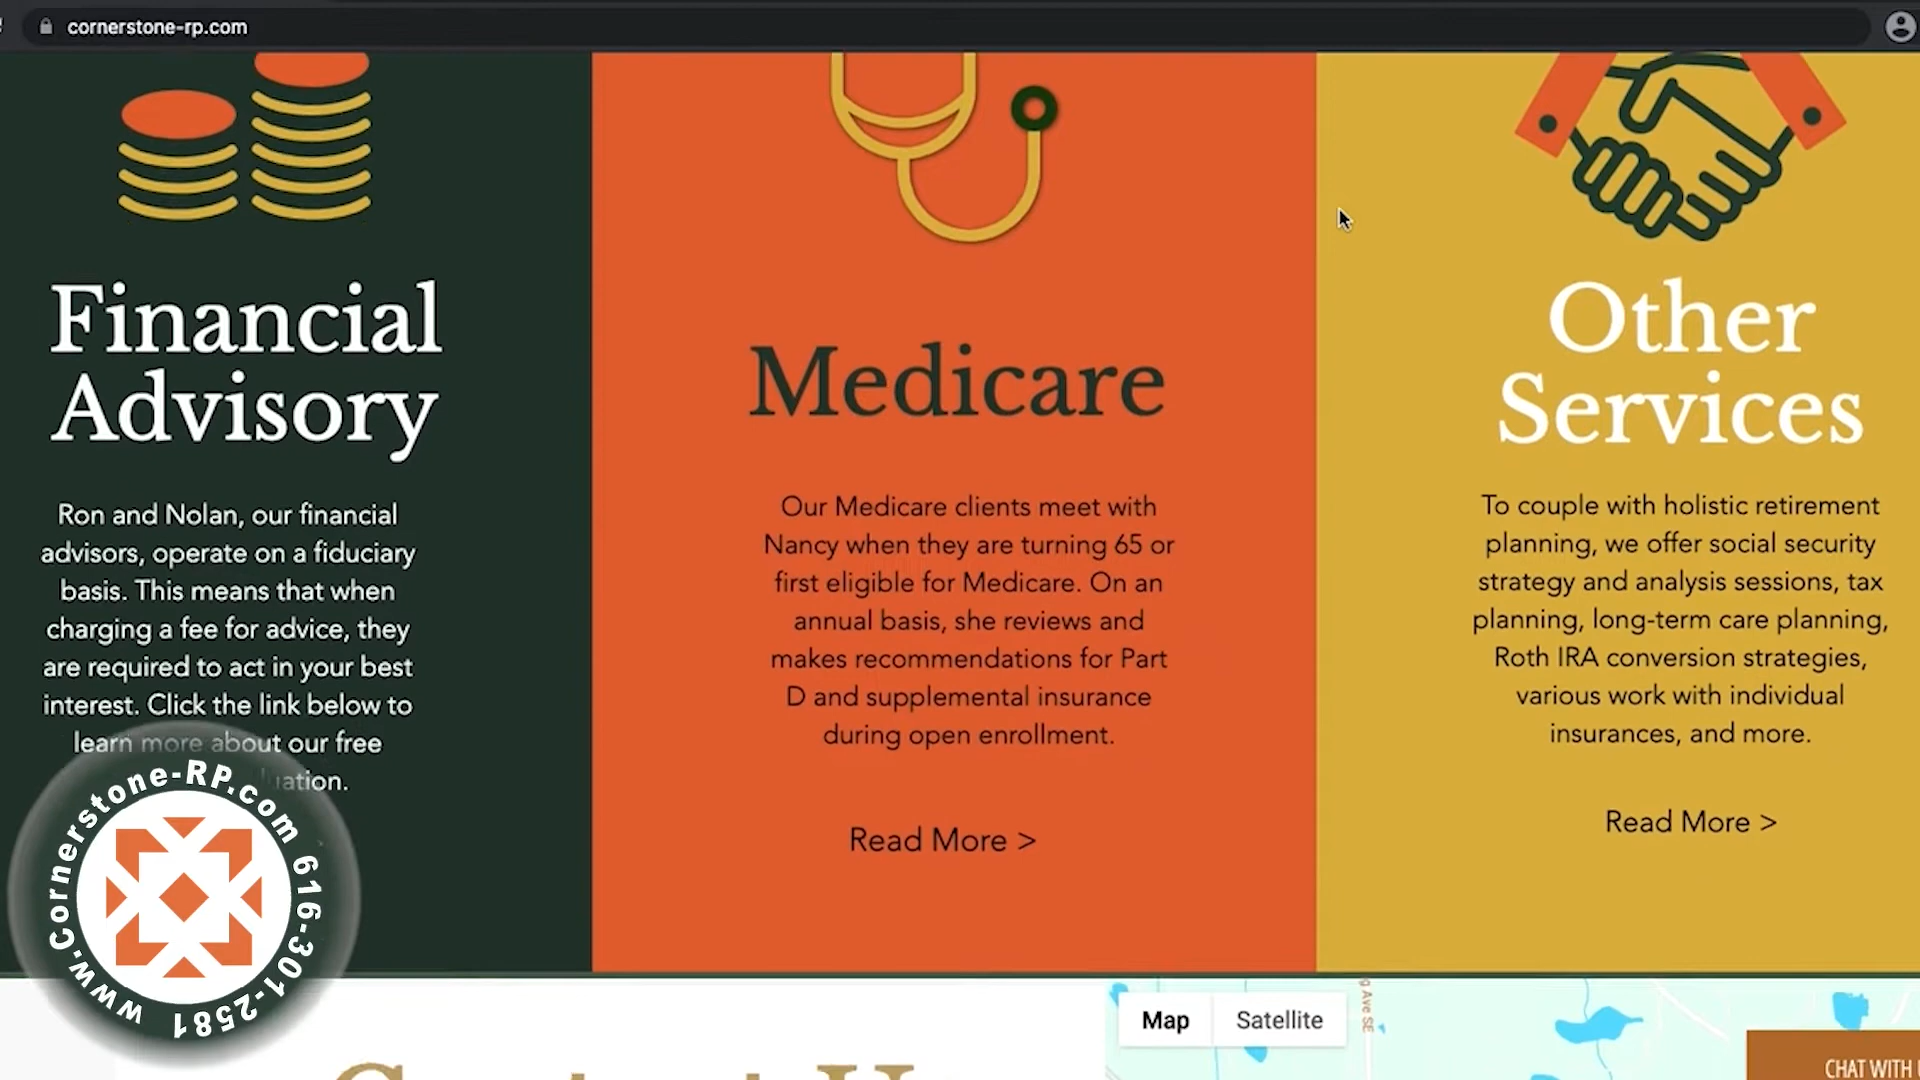 cornerstone-rp.com
Financial
Advisory
Ron and Nolan, our financial
advisors, operate on a fiduciary
basis. This means that when
charging a fee for advice, they
are required to act in your best
interest. Click the link below to
learn more about our free
Medicare
Our Medicare clients meet with
Nancy when they are turning 65 or
first eligible for Medicare. On an
annual basis, she reviews and
makes recommendations for Part
D and supplemental insurance
during open enrollment.
Read More >
Other
Services
To couple with holistic retirement
planning, we offer social security
strategy and analysis sessions, tax
planning, long-term care planning,
Roth IRA conversion strategies,
various work with individual
insurances, and more.
Read More >
www.Cornerstone-RP.com 616-301-2581
Map
Satellite
Ave SE
CHAT WITH